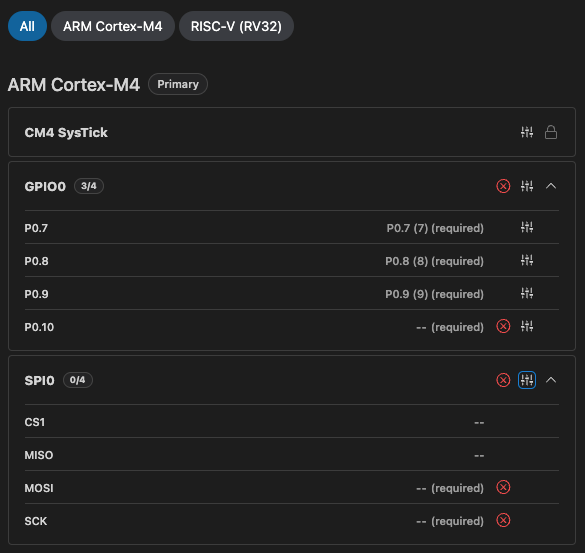 All ARM Cortex-M4 RISC-V (RV32)
ARM Cortex-M4 Primary
CM4 SysTick
GPIO0 3/4
P0.7 P0.7 (7) (required)
P0.8 P0.8 (8) (required)
P0.9 P0.9 (9) (required)
P0.10 -- (required)
SPI0 0/4
CS1 --
MISO --
MOSI -- (required)
SCK -- (required)